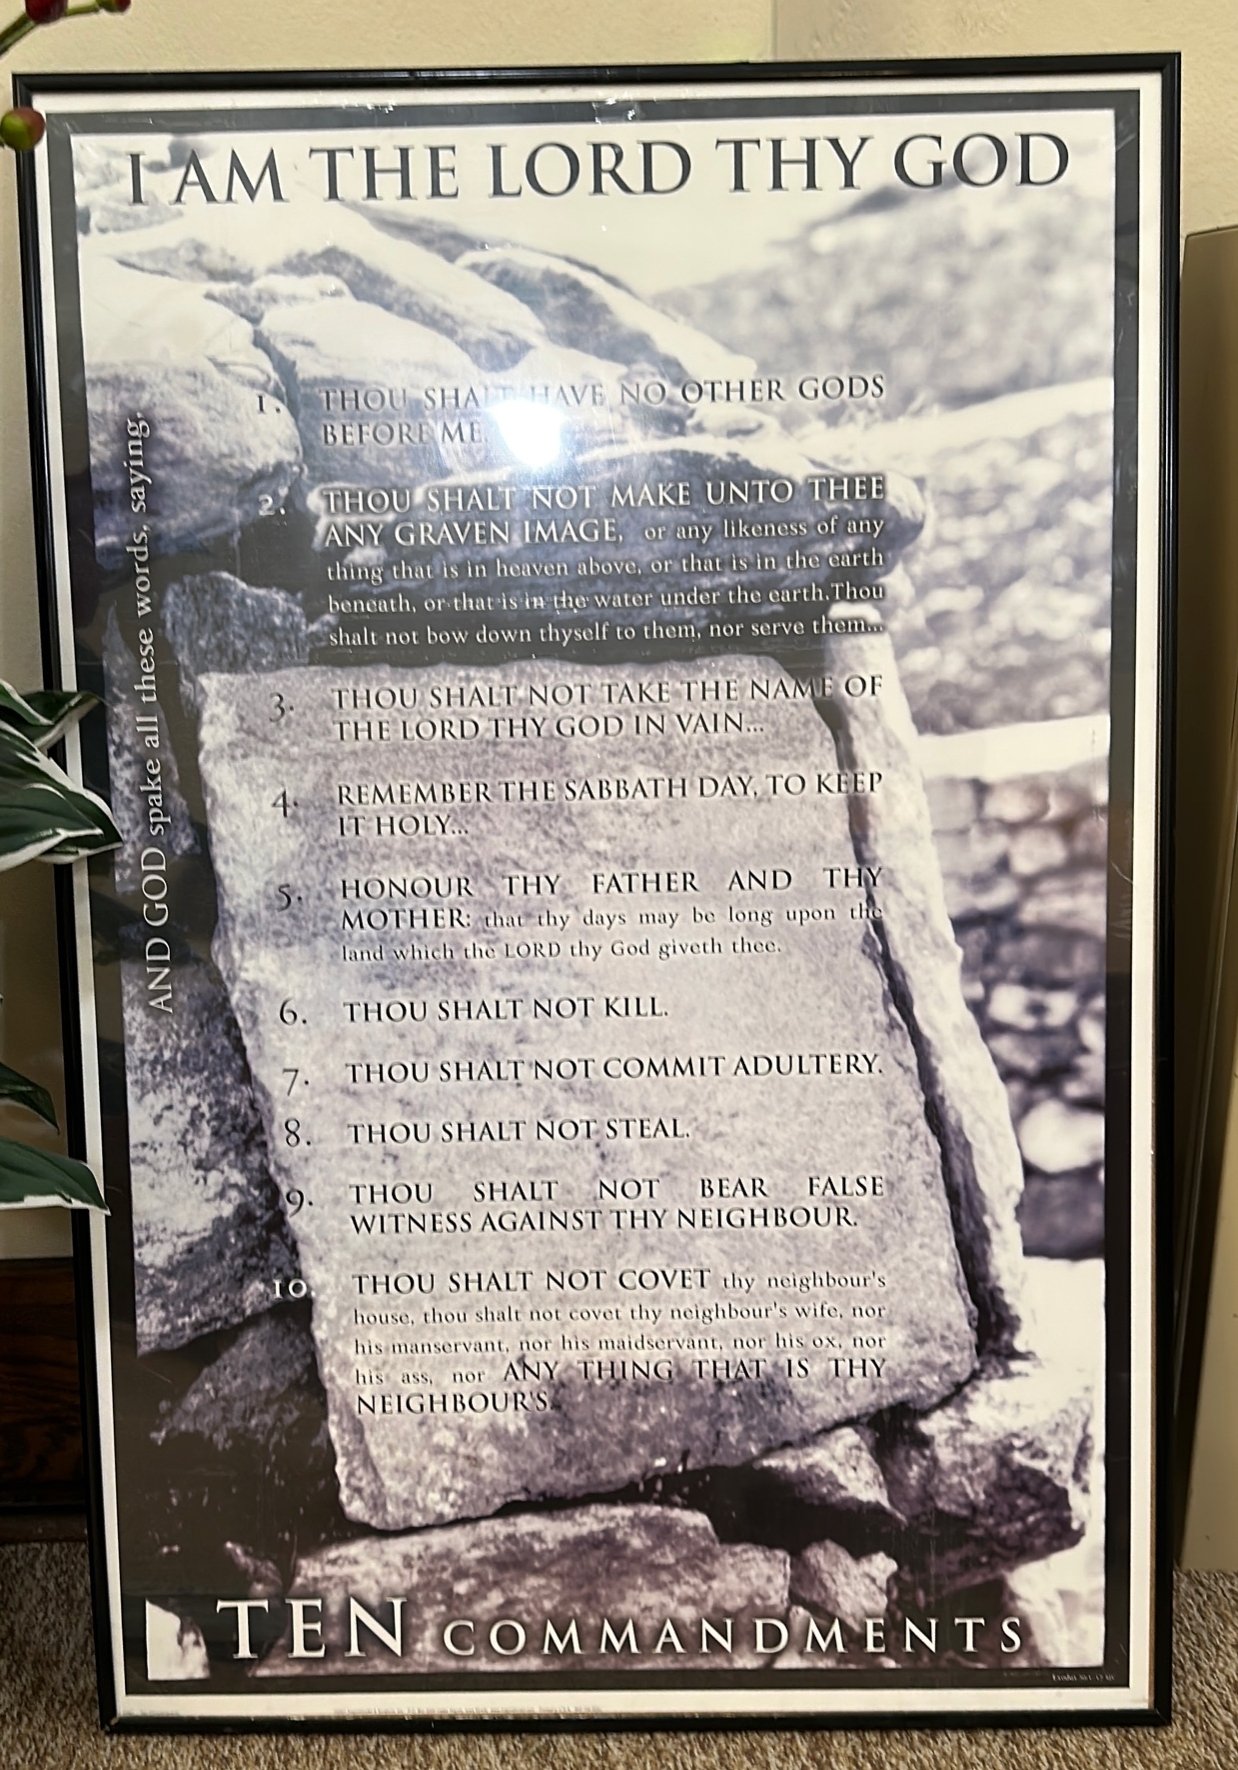 I AM THE LORD THY GOD
AND GOD spake all these words, saying,
1. THOU SHALT HAVE NO OTHER GODS
BEFORE ME.
2. THOU SHALT NOT MAKE UNTO THEE
ANY GRAVEN IMAGE, or any likeness of any
thing that is in heaven above, or that is in the earth
beneath, or that is in the water under the earth.Thou
shalt not bow down thyself to them, nor serve them...
3. THOU SHALT NOT TAKE THE NAME OF
THE LORD THY GOD IN VAIN...
4. REMEMBER THE SABBATH DAY, TO KEEP
IT HOLY...
5. HONOUR THY FATHER AND THY
MOTHER: that thy days may be long upon the
land which the LORD thy God giveth thee.
6. THOU SHALT NOT KILL.
7. THOU SHALT NOT COMMIT ADULTERY.
8. THOU SHALT NOT STEAL.
9. THOU SHALT NOT BEAR FALSE
WITNESS AGAINST THY NEIGHBOUR.
10. THOU SHALT NOT COVET thy neighbour's
house, thou shalt not covet thy neighbour's wife, nor
his manservant, nor his maidservant, nor his ox, nor
his ass, nor ANY THING THAT IS THY
NEIGHBOUR'S.
TEN COMMANDMENTS